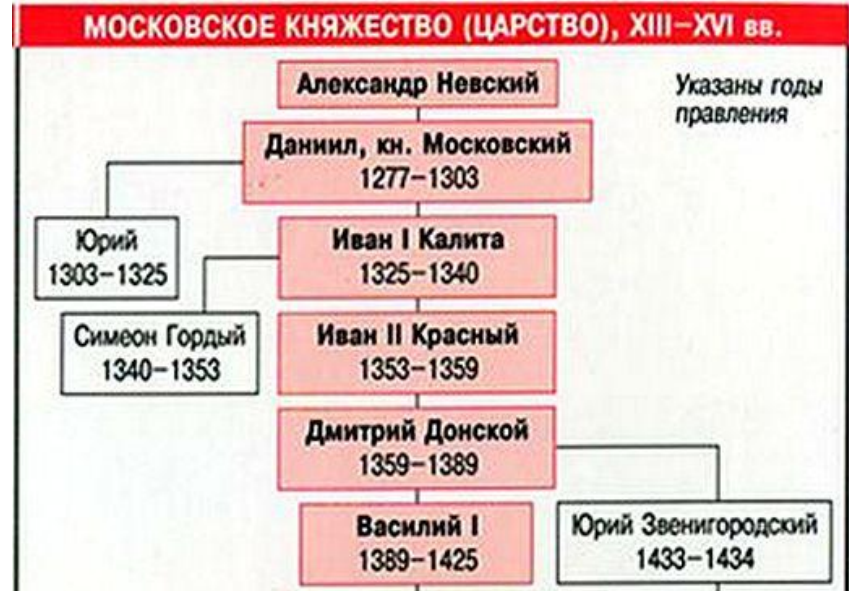 МОСКОВСКОЕ КНЯЖЕСТВО (ЦАРСТВО), XIII–XVI вв.
Александр Невский
Указаны годы
правления
Даниил, кн. Московский
1277–1303
Юрий
1303–1325
Иван I Калита
1325–1340
Симеон Гордый
1340–1353
Иван II Красный
1353–1359
Дмитрий Донской
1359–1389
Василий I
1389–1425
Юрий Звенигородский
1433–1434